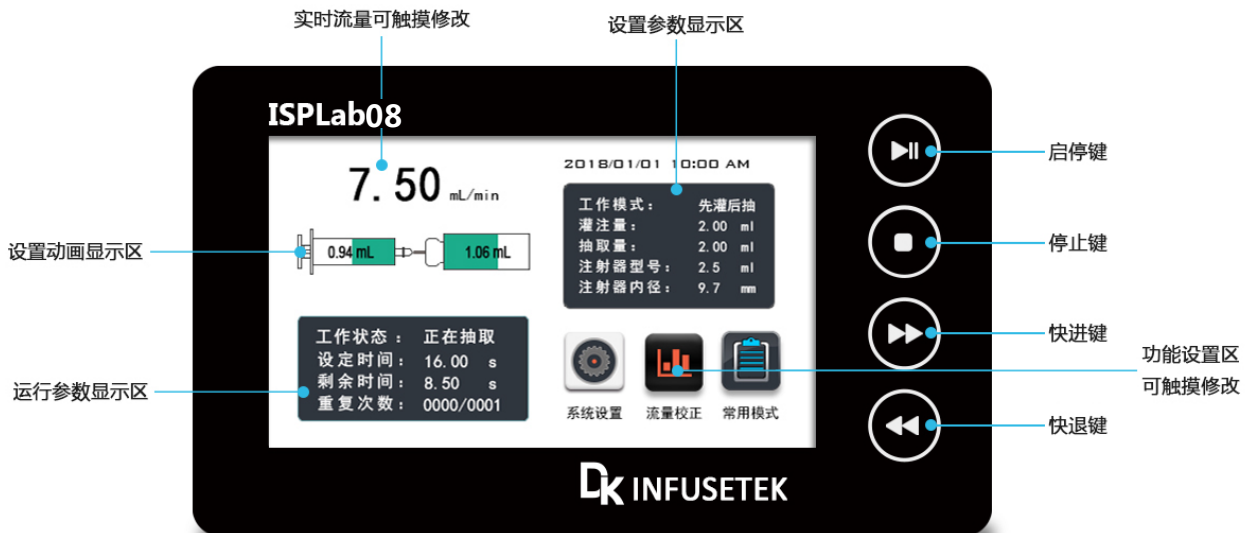 实时流量可触摸修改
设置参数显示区
ISPLab08
7.50 mL/min
2018/01/01 10:00 AM
工作模式： 先灌后抽
灌注量： 2.00 ml
抽取量： 2.00 ml
注射器型号： 2.5 ml
注射器内径： 9.7 mm
启停键
设置动画显示区
0.94 mL
1.06 mL
停止键
工作状态： 正在抽取
设定时间： 16.00 s
剩余时间： 8.50 s
重复次数： 0000/0001
运行参数显示区
系统设置
流量校正
常用模式
快进键
功能设置区
可触摸修改
快退键
DK INFUSETEK